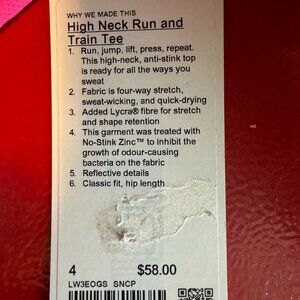 WHY WE MADE THIS
High Neck Run and
Train Tee
1. Run, jump, lift, press, repeat.
This high-neck, anti-stink top
is ready for all the ways you
sweat
2. Fabric is four-way stretch,
sweat-wicking, and quick-drying
3. Added Lycra® fibre for stretch
and shape retention
4. This garment was treated with
No-Stink Zinc™ to inhibit the
growth of odour-causing
bacteria on the fabric
5. Reflective details
6. Classic fit, hip length
4 $58.00
LW3EOGS SNCP